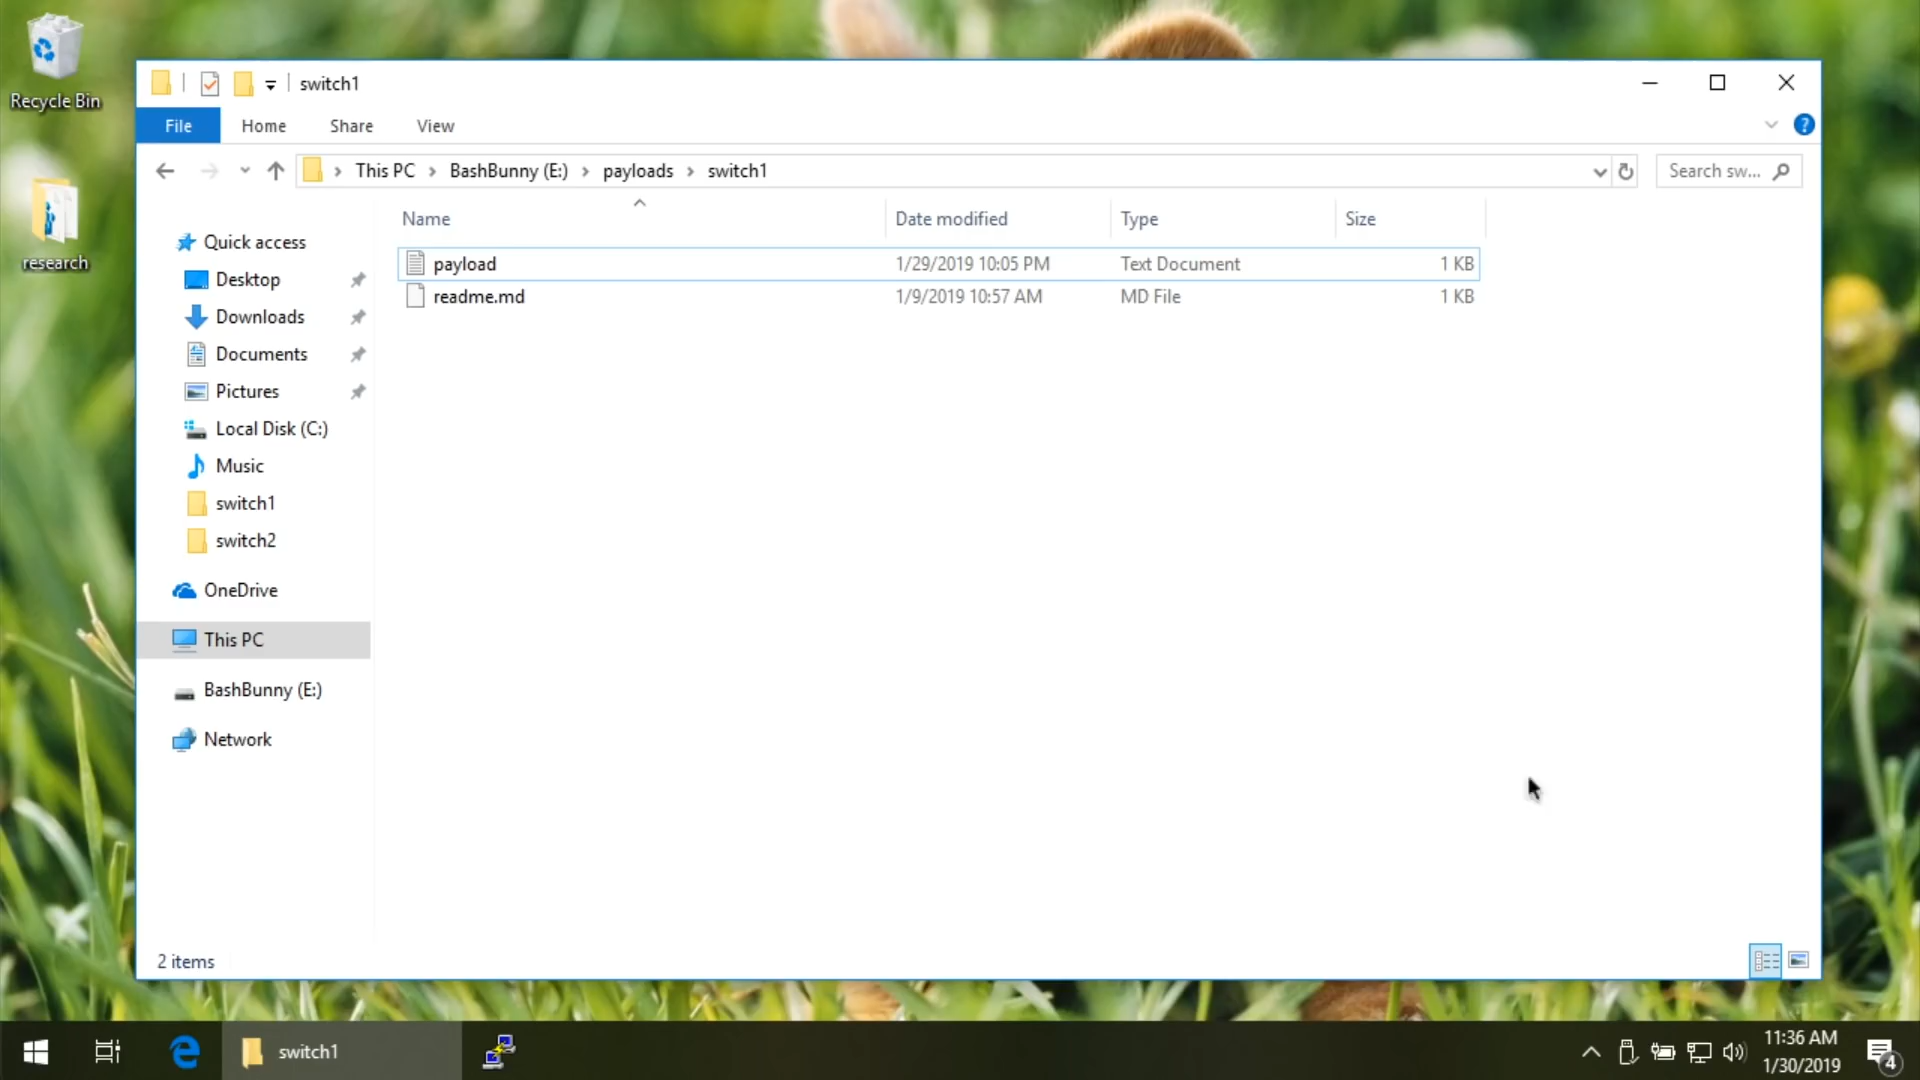 Recycle Bin
research
switch1
File Home Share View
This PC BashBunny (E:) payloads switch1
Search sw...
Name Date modified Type Size
payload 1/29/2019 10:05 PM Text Document 1 KB
readme.md 1/9/2019 10:57 AM MD File 1 KB
Quick access
Desktop
Downloads
Documents
Pictures
Local Disk (C:)
Music
switch1
switch2
OneDrive
This PC
BashBunny (E:)
Network
2 items
switch1
11:36 AM
1/30/2019
4